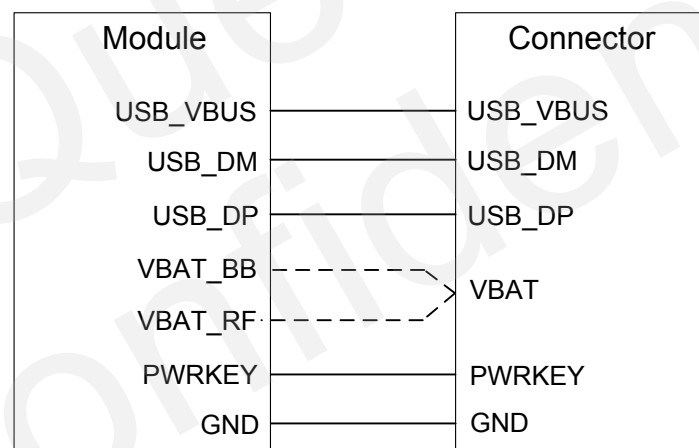 Module
Connector
USB_VBUS
USB_VBUS
USB_DM
USB_DM
USB_DP
USB_DP
VBAT_BB
VBAT
VBAT_RF
PWRKEY
PWRKEY
GND
GND